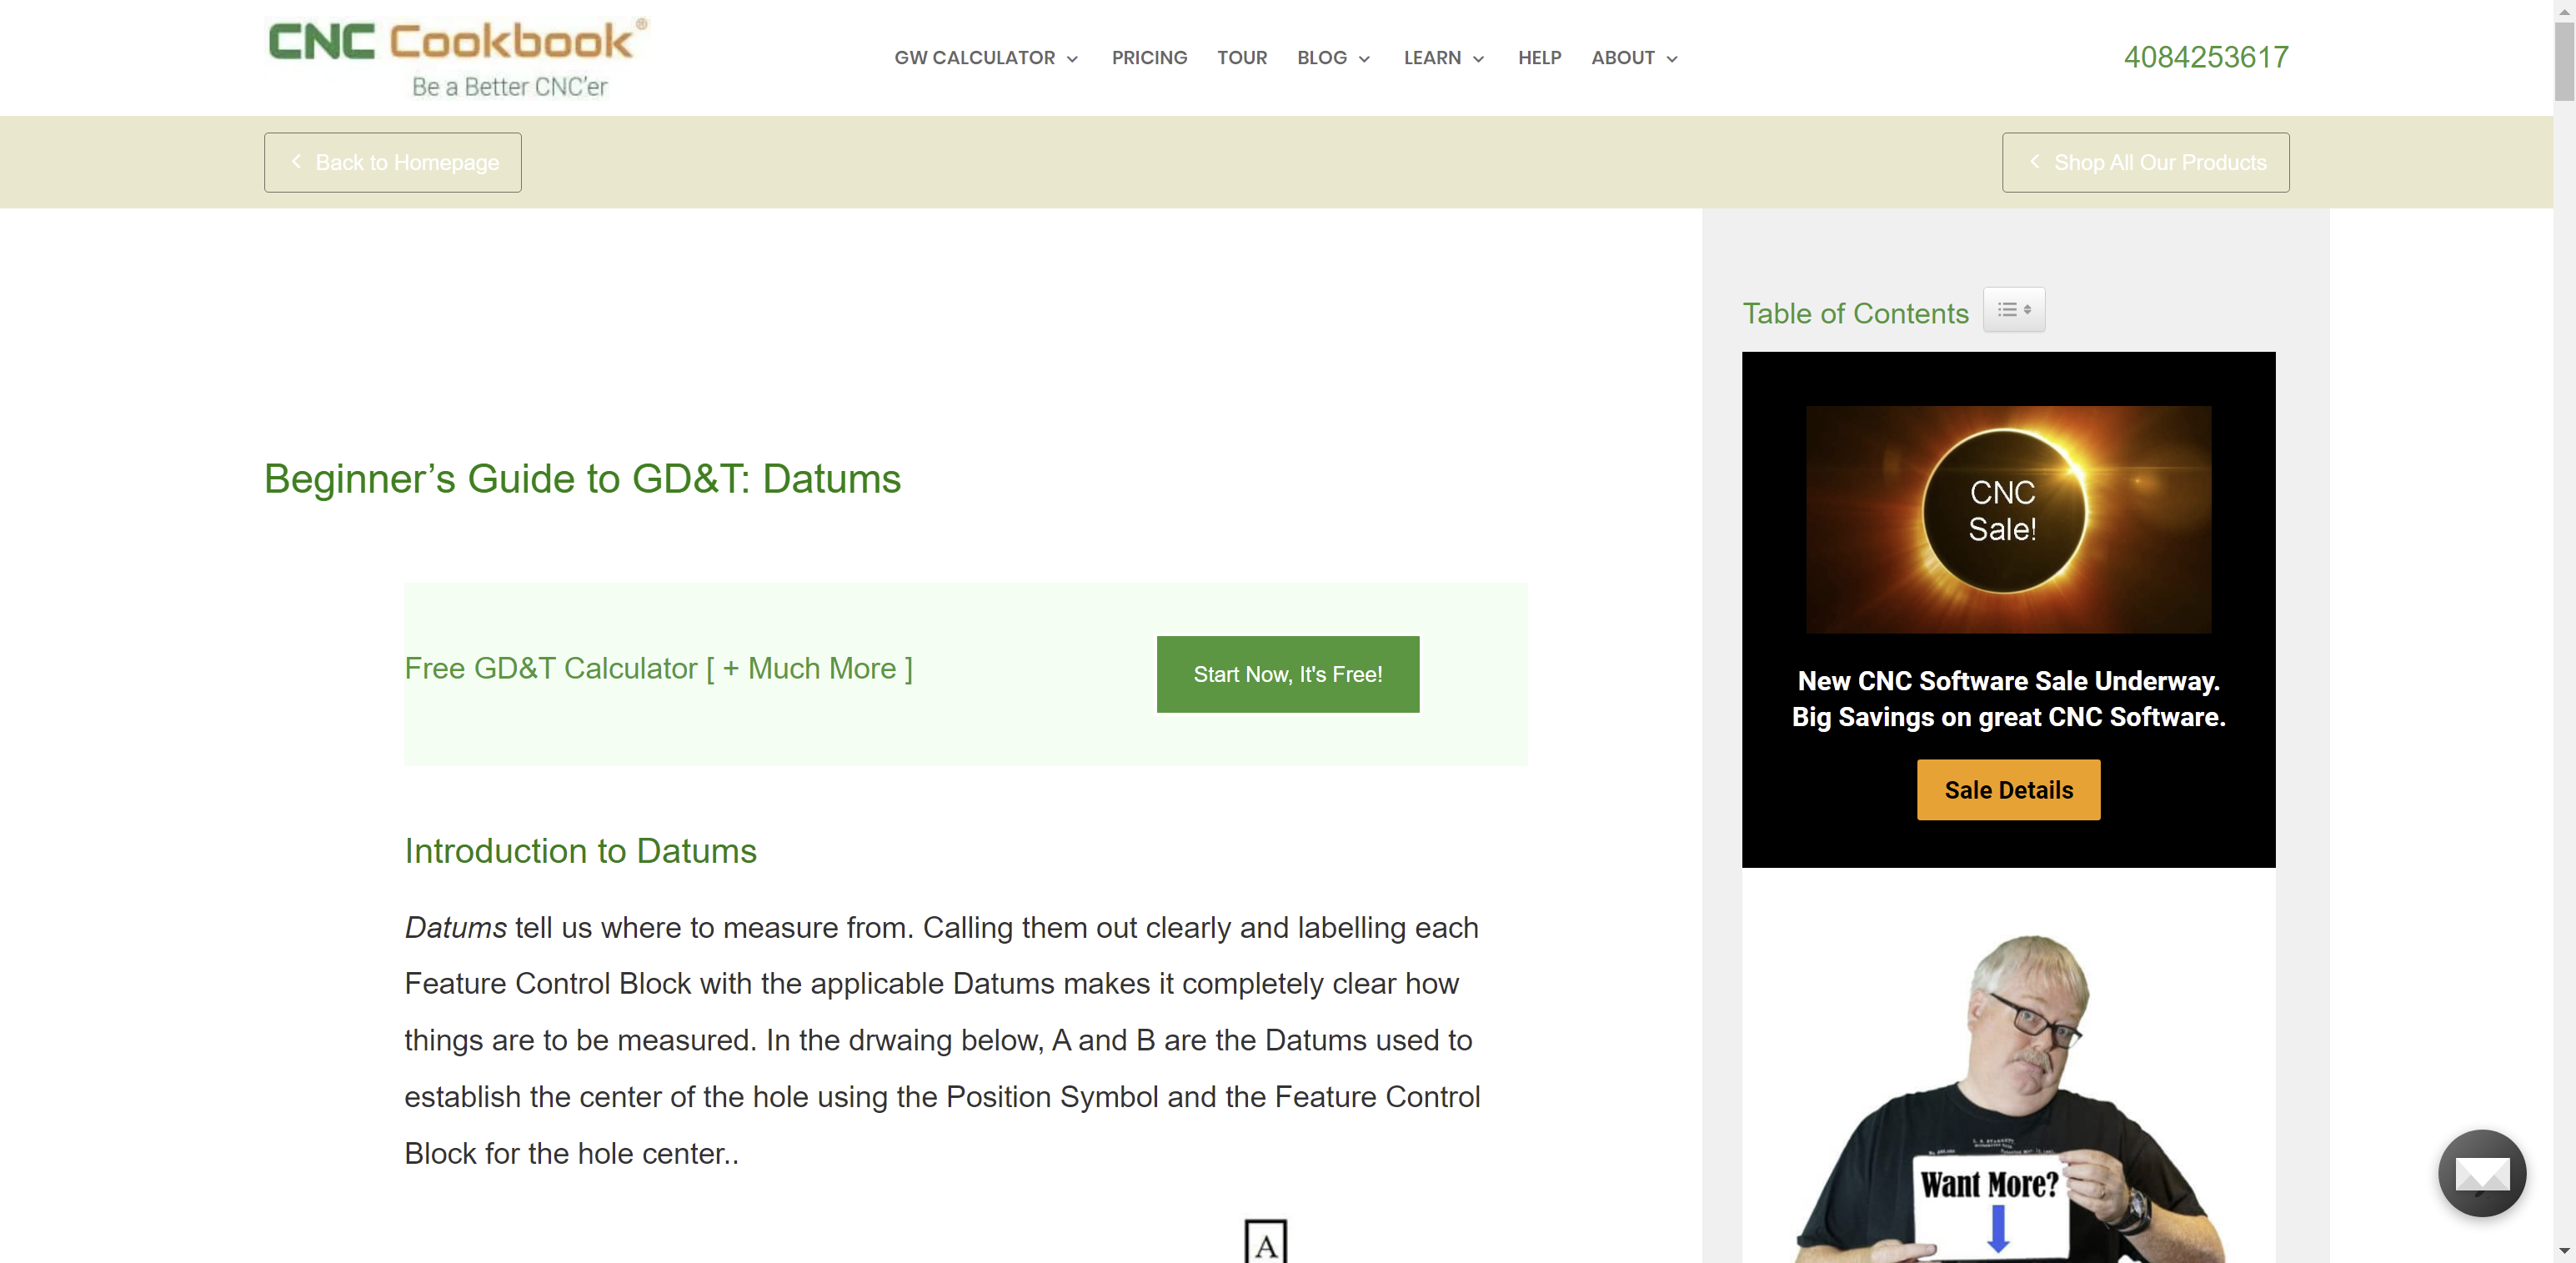 CNC Cookbook®
Be a Better CNC'er
GW CALCULATOR
PRICING
TOUR
BLOG
LEARN
HELP
ABOUT
4084253617
Back to Homepage
Shop All Our Products
Beginner’s Guide to GD&T: Datums
Free GD&T Calculator [ + Much More ]
Start Now, It's Free!
Introduction to Datums
Datums tell us where to measure from. Calling them out clearly and labelling each
Feature Control Block with the applicable Datums makes it completely clear how
things are to be measured. In the drwaing below, A and B are the Datums used to
establish the center of the hole using the Position Symbol and the Feature Control
Block for the hole center..
A
Table of Contents
CNC
Sale!
New CNC Software Sale Underway.
Big Savings on great CNC Software.
Sale Details
Want More?